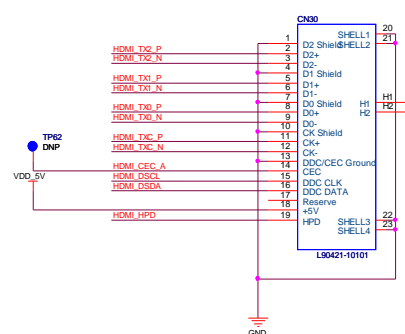 CN30
1 D2 Shield SHELL1 20
HDMI_TX2_P 2 D2+ SHELL2 21
HDMI_TX2_N 3 D2-
4 D1 Shield
HDMI_TX1_P 5 D1+
HDMI_TX1_N 6 D1-
7 D0 Shield H1 H1
HDMI_TX0_P 8 D0+ H2 H2
HDMI_TX0_N 9 D0-
10 CK Shield
HDMI_TXC_P 11 CK+
HDMI_TXC_N 12 CK-
TP62
DNP
13 DDC/CEC Ground
HDMI_CEC_A 14 CEC
VDD_5V
HDMI_DSCL 15 DDC CLK
HDMI_DSDA 16 DDC DATA
17 Reserve
18 +5V
HDMI_HPD 19 HPD SHELL3 22
SHELL4 23
L90421-10101
GND